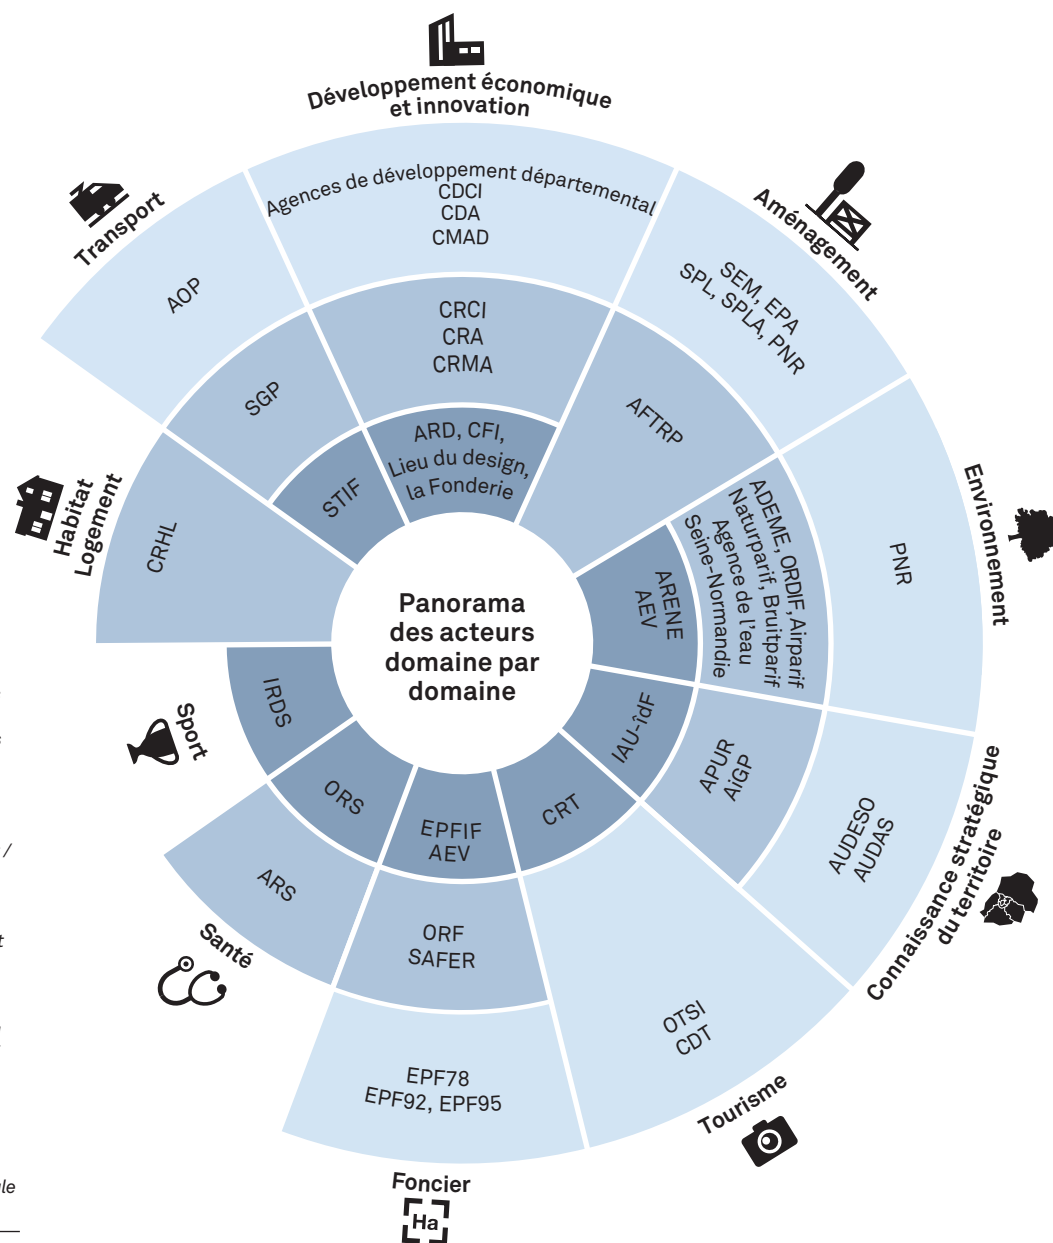 Développement économique
et innovation
Agences de développement départemental
CDCI
CDA
CMAD
CRCI
CRA
CRMA
ARD, CFI,
Lieu du design,
la Fonderie
Aménagement
SEM, EPA
SPL, SPLA, PNR
AFTRP
Environnement
PNR
ADEME, ORDIF, Airparif
Naturparif, Bruitparif
Agence de l'eau
Seine-Normandie
ARENE
AEV
Connaissance stratégique
du territoire
AUDESO
AUDAS
APUR
AiGP
IAU-îdF
Tourisme
OTSI
CDT
CRT
Foncier
Ha
EPF78
EPF92, EPF95
ORF
SAFER
EPFIF
AEV
Santé
ARS
ORS
Sport
IRDS
Habitat
Logement
CRHL
Transport
AOP
SGP
STIF
Panorama
des acteurs
domaine par
domaine
/